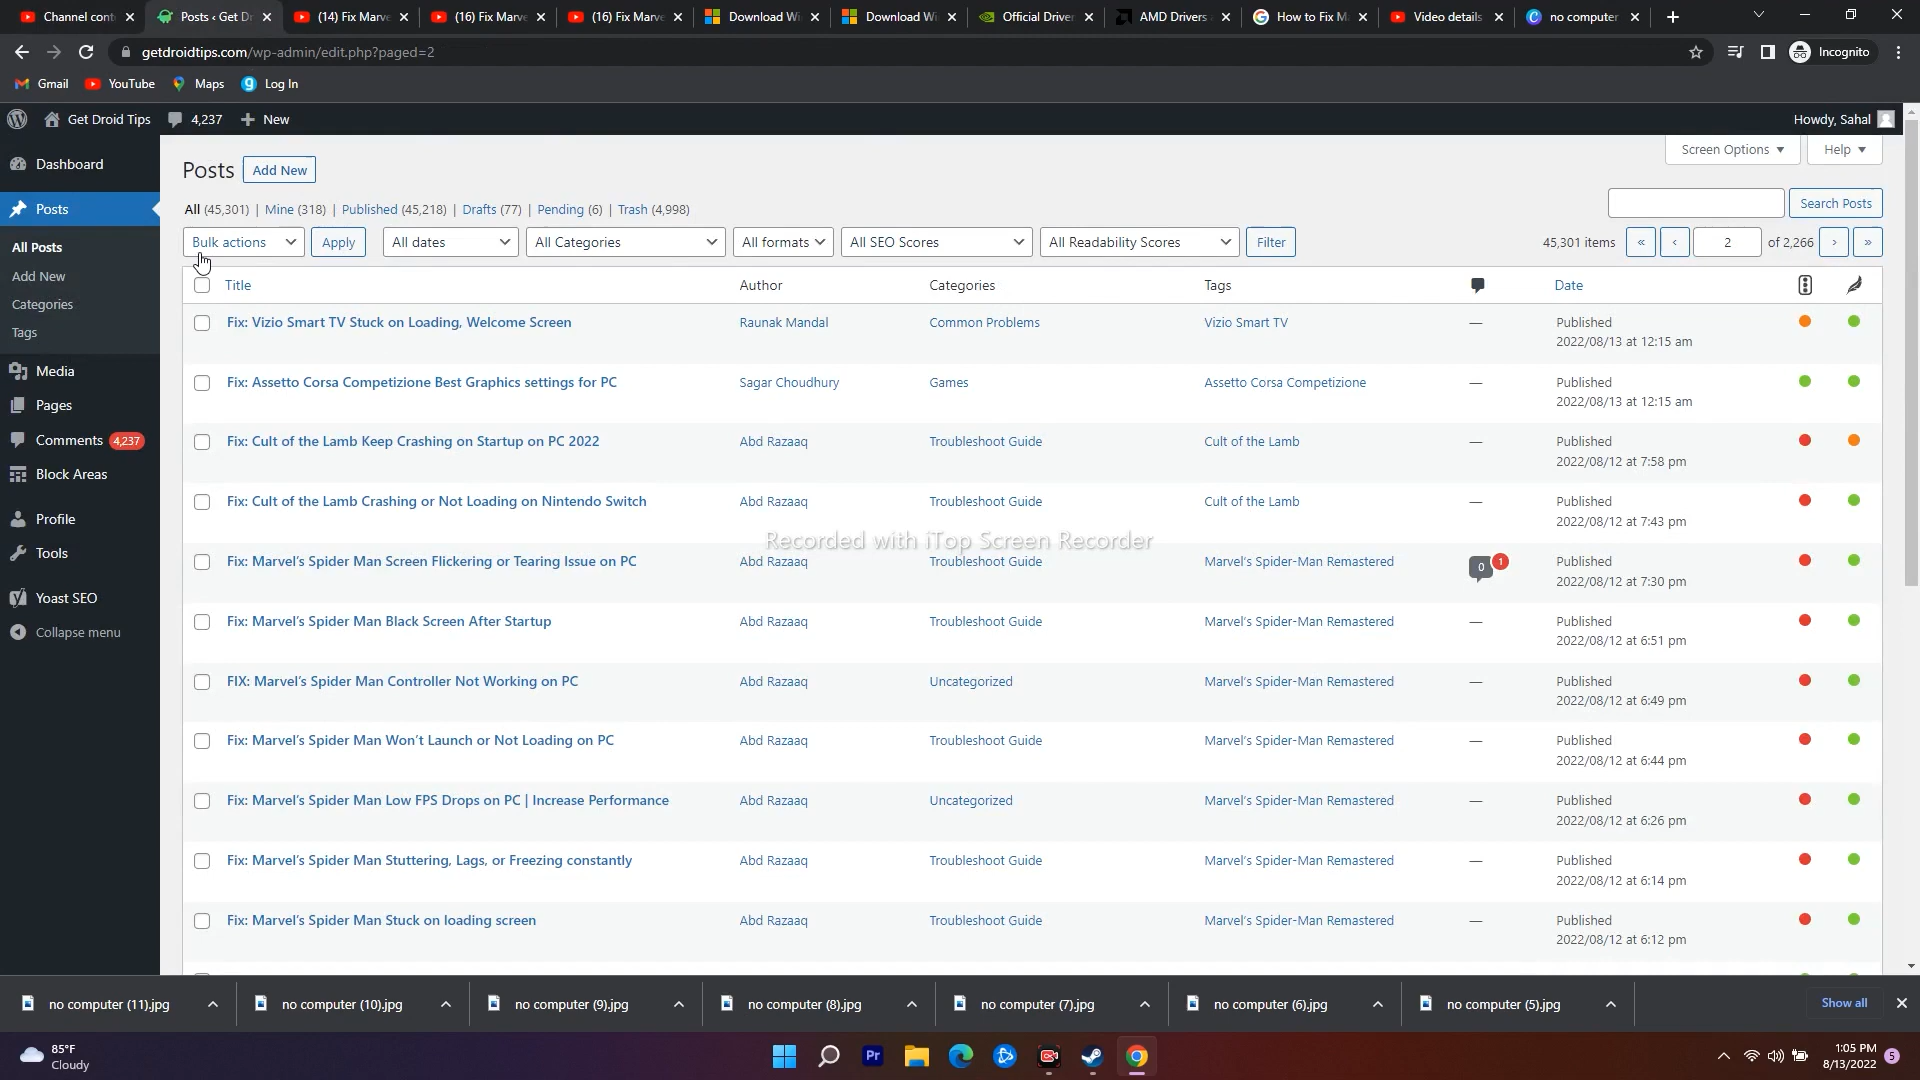 Channel cont
Posts ‹ Get Dr
(14) Fix Marve
(16) Fix Marve
(16) Fix Marve
Download Wi
Download Wi
Official Driver
AMD Drivers
How to Fix M
Video details
no computer
getdroidtips.com/wp-admin/edit.php?paged=2
Incognito
Gmail
YouTube
Maps
Log In
Get Droid Tips
4,237
New
Howdy, Sahal
Dashboard
Posts
All Posts
Add New
Categories
Tags
Media
Pages
Comments 4,237
Block Areas
Profile
Tools
Yoast SEO
Collapse menu
Posts Add New
Screen Options
Help
All (45,301) | Mine (318) | Published (45,218) | Drafts (77) | Pending (6) | Trash (4,998)
Search Posts
Bulk actions Apply All dates All Categories All formats All SEO Scores All Readability Scores Filter
45,301 items « ‹ 2 of 2,266 › »
Title Author Categories Tags Date
Fix: Vizio Smart TV Stuck on Loading, Welcome Screen Raunak Mandal Common Problems Vizio Smart TV — Published
2022/08/13 at 12:15 am
Fix: Assetto Corsa Competizione Best Graphics settings for PC Sagar Choudhury Games Assetto Corsa Competizione — Published
2022/08/13 at 12:15 am
Fix: Cult of the Lamb Keep Crashing on Startup on PC 2022 Abd Razaaq Troubleshoot Guide Cult of the Lamb — Published
2022/08/12 at 7:58 pm
Fix: Cult of the Lamb Crashing or Not Loading on Nintendo Switch Abd Razaaq Troubleshoot Guide Cult of the Lamb — Published
2022/08/12 at 7:43 pm
Recorded with iTop Screen Recorder
Fix: Marvel's Spider Man Screen Flickering or Tearing Issue on PC Abd Razaaq Troubleshoot Guide Marvel's Spider-Man Remastered 0 1 Published
2022/08/12 at 7:30 pm
Fix: Marvel's Spider Man Black Screen After Startup Abd Razaaq Troubleshoot Guide Marvel's Spider-Man Remastered — Published
2022/08/12 at 6:51 pm
FIX: Marvel's Spider Man Controller Not Working on PC Abd Razaaq Uncategorized Marvel's Spider-Man Remastered — Published
2022/08/12 at 6:49 pm
Fix: Marvel's Spider Man Won't Launch or Not Loading on PC Abd Razaaq Troubleshoot Guide Marvel's Spider-Man Remastered — Published
2022/08/12 at 6:44 pm
Fix: Marvel's Spider Man Low FPS Drops on PC | Increase Performance Abd Razaaq Uncategorized Marvel's Spider-Man Remastered — Published
2022/08/12 at 6:26 pm
Fix: Marvel's Spider Man Stuttering, Lags, or Freezing constantly Abd Razaaq Troubleshoot Guide Marvel's Spider-Man Remastered — Published
2022/08/12 at 6:14 pm
Fix: Marvel's Spider Man Stuck on loading screen Abd Razaaq Troubleshoot Guide Marvel's Spider-Man Remastered — Published
2022/08/12 at 6:12 pm
no computer (11).jpg
no computer (10).jpg
no computer (9).jpg
no computer (8).jpg
no computer (7).jpg
no computer (6).jpg
no computer (5).jpg
Show all
85°F
Cloudy
Pr
1:05 PM
8/13/2022
5